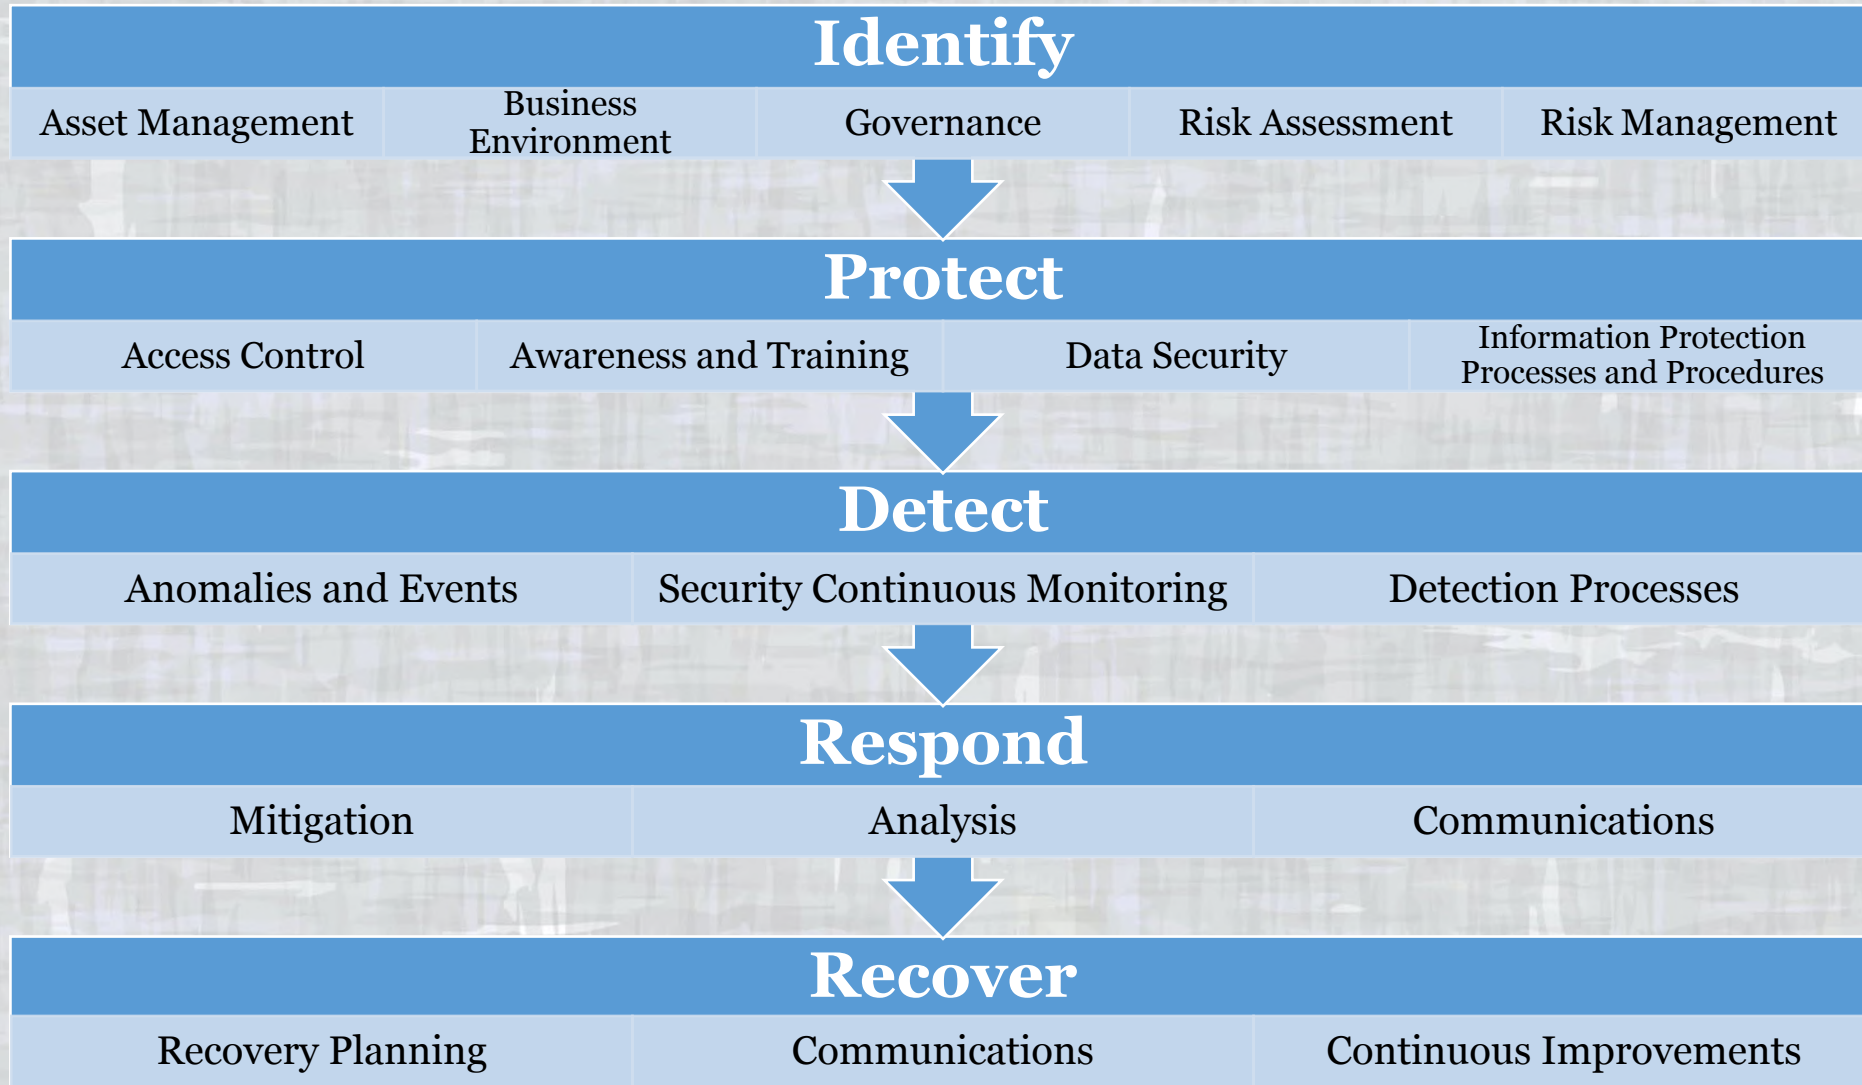 Identify
Asset Management
Business
Environment
Governance
Risk Assessment
Risk Management
Protect
Access Control
Awareness and Training
Data Security
Information Protection
Processes and Procedures
Detect
Anomalies and Events
Security Continuous Monitoring
Detection Processes
Respond
Mitigation
Analysis
Communications
Recover
Recovery Planning
Communications
Continuous Improvements